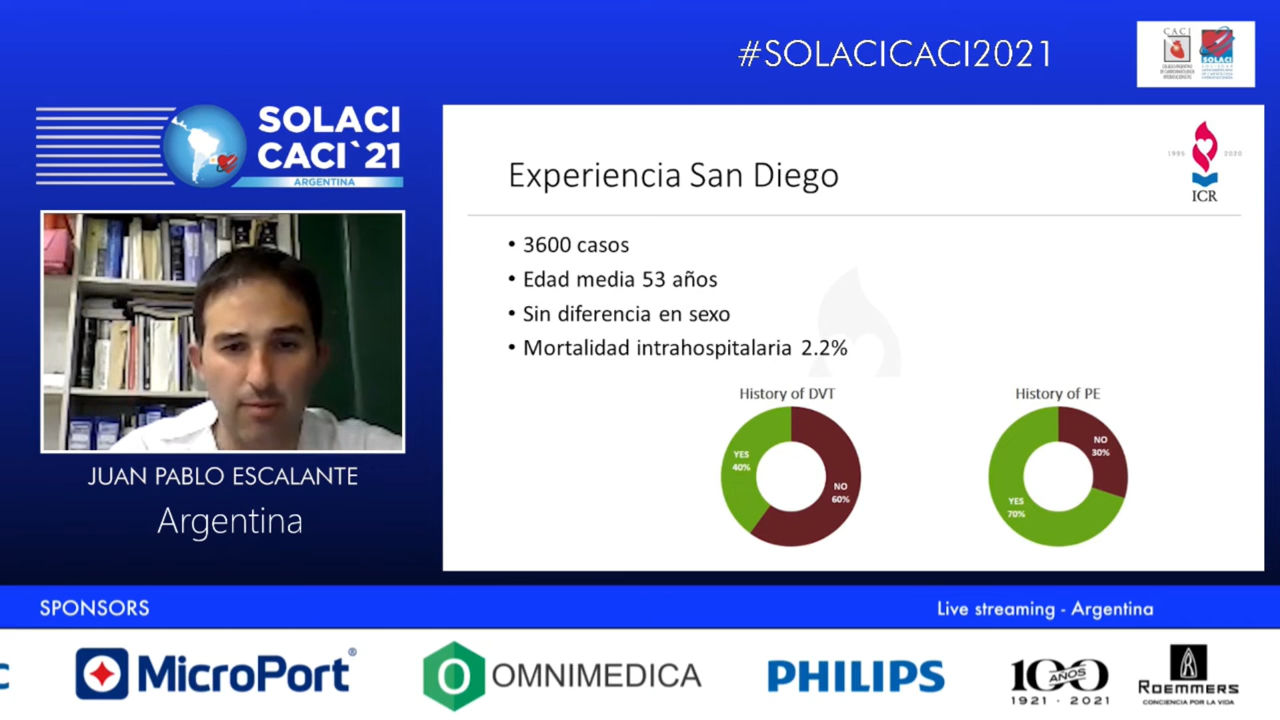 #SOLACICACI2021
CACI
SOLACI
SOLACI
CACI`21
ARGENTINA
1995 2020
ICR
Experiencia San Diego
• 3600 casos
• Edad media 53 años
• Sin diferencia en sexo
• Mortalidad intrahospitalaria 2.2%
History of DVT
YES
40%
NO
60%
History of PE
NO
30%
YES
70%
JUAN PABLO ESCALANTE
Argentina
SPONSORS
Live streaming - Argentina
C
MicroPort®
OMNIMEDICA
PHILIPS
100
AÑOS
1921 · 2021
ROEMMERS
CONCIENCIA POR LA VIDA